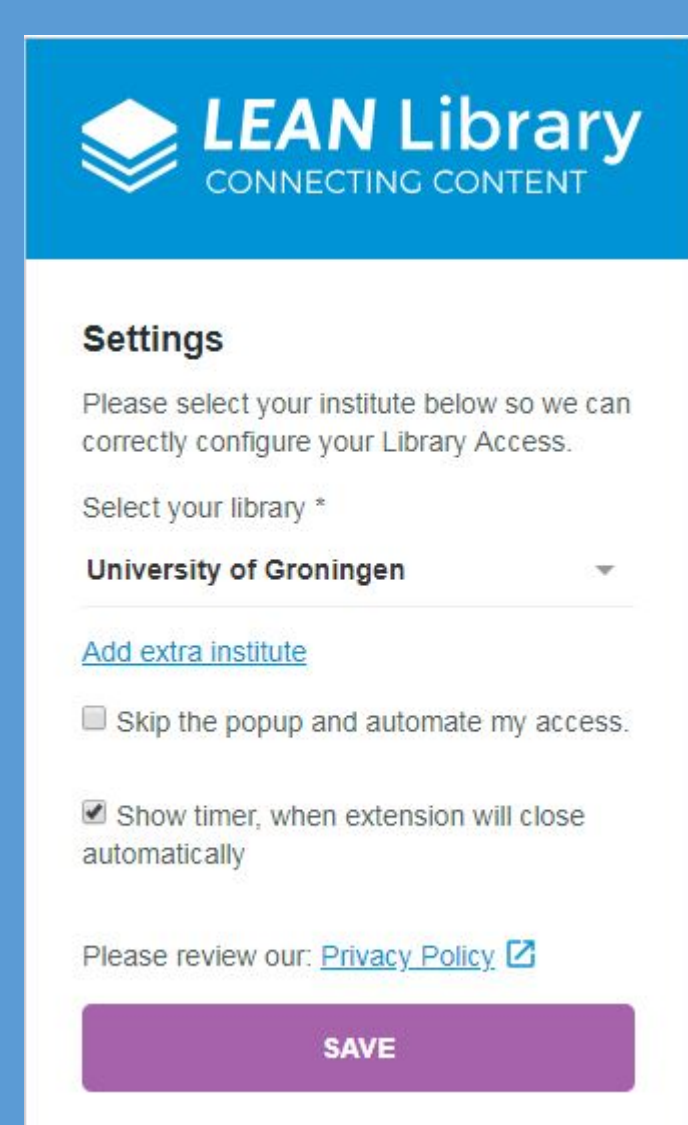 LEAN Library
CONNECTING CONTENT
Settings
Please select your institute below so we can
correctly configure your Library Access.
Select your library *
University of Groningen
Add extra institute
Skip the popup and automate my access.
Show timer, when extension will close
automatically
Please review our: Privacy Policy
SAVE